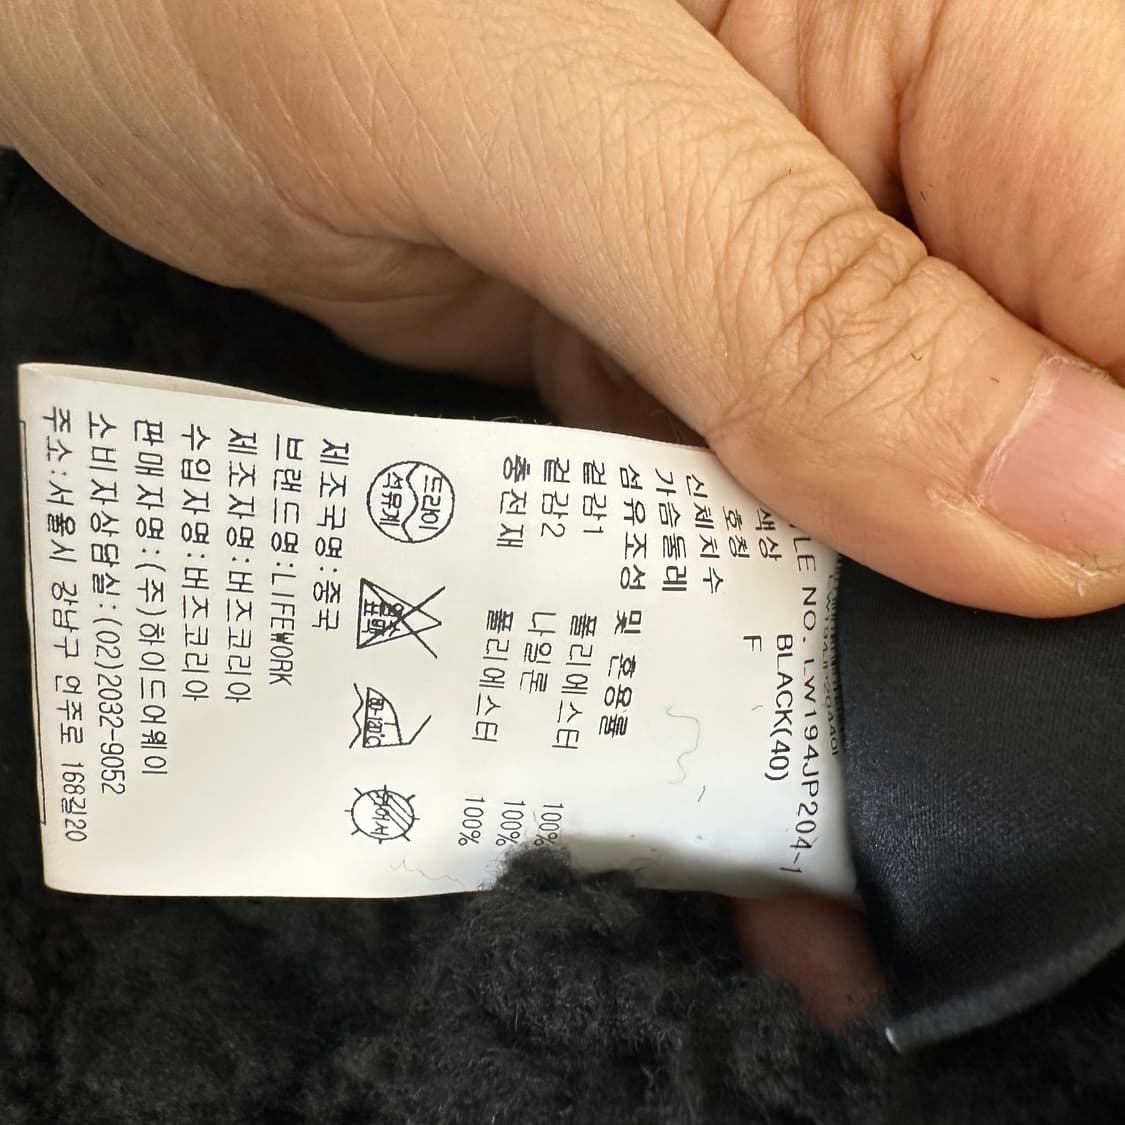 LE NO. LW194JP204-1
색상 BLACK(40)
호칭 F
신체치수
가슴둘레
섬유조성 및 혼용률
겉감1 폴리에스터 100%
겉감2 나일론 100%
충전재 폴리에스터 100%
드라이
석유계
염소
표백
80~120℃
제조국명:중국
브랜드명:LIFEWORK
제조자명:버즈코리아
수입자명:버즈코리아
판매자명:(주)하이드어웨이
소비자상담실:(02)2032-9052
주소:서울시 강남구 언주로 168길20